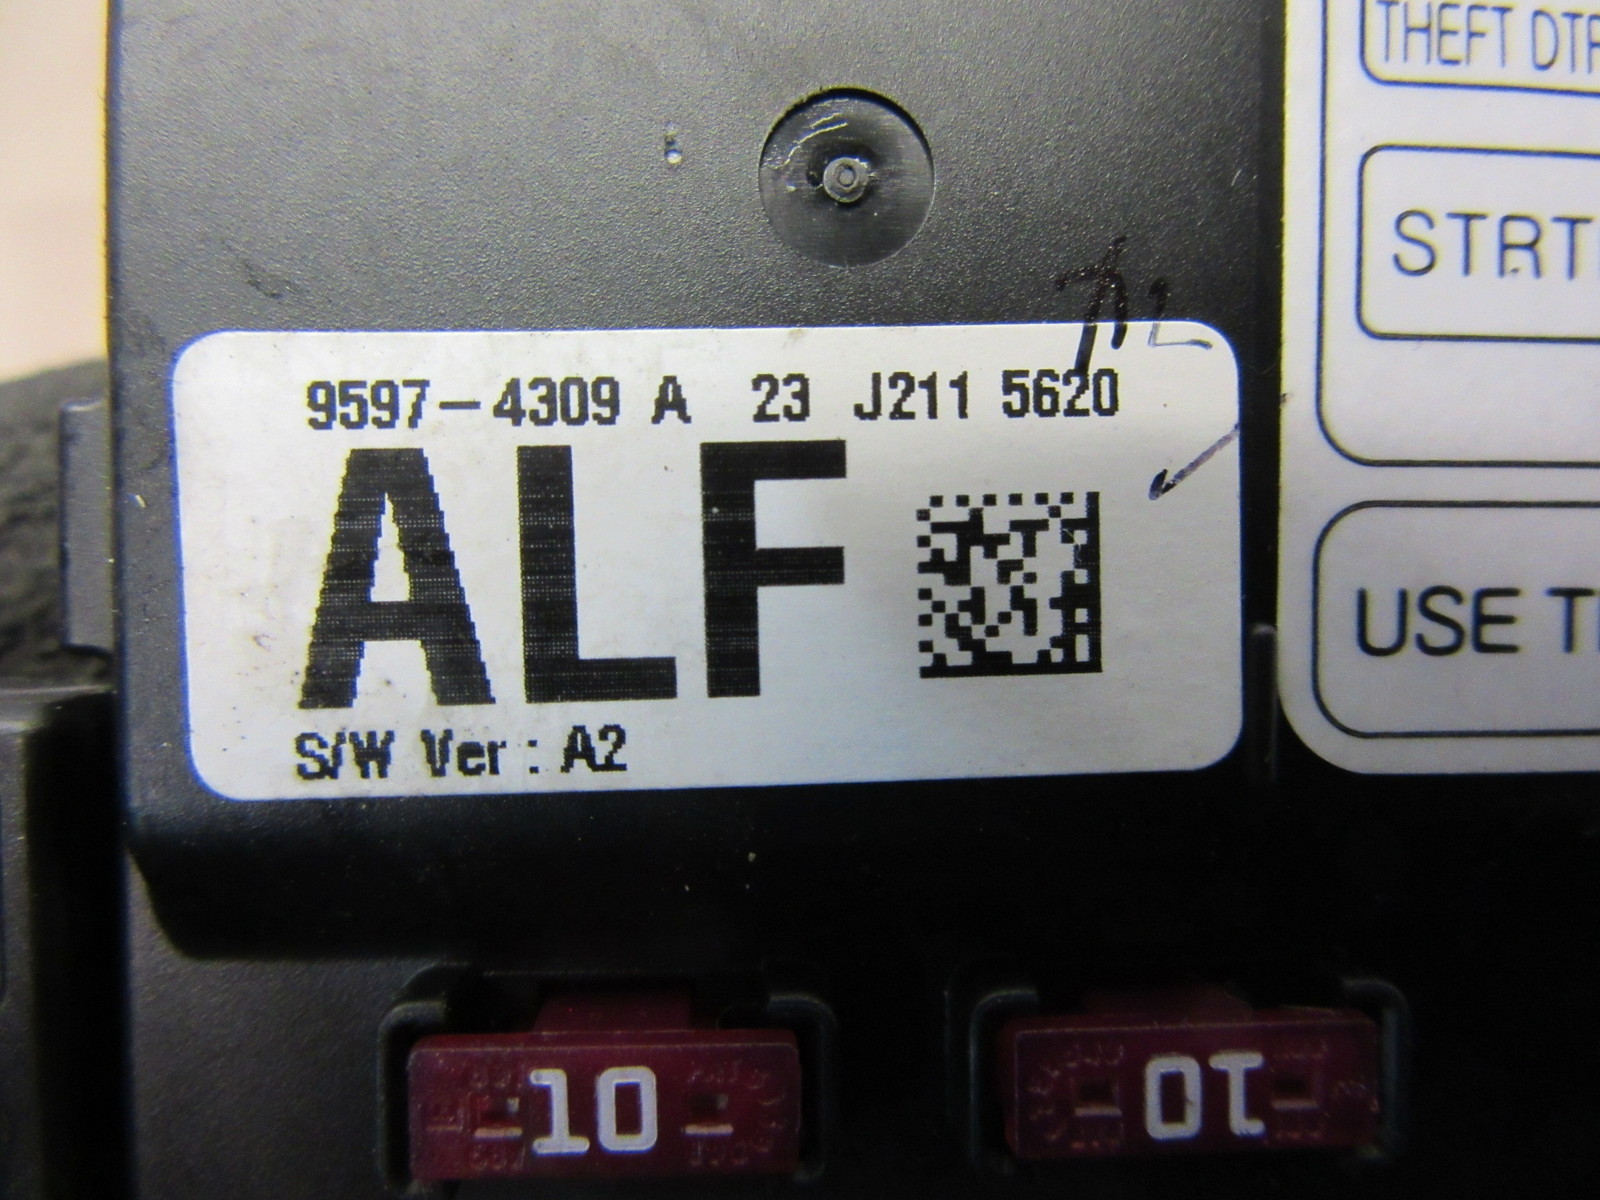 THEFT DTR
STRT
9597-4309 A 23 J211 5620
ALF
USE
S/W Ver : A2
10
10